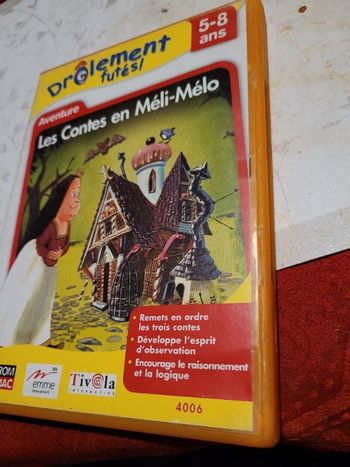 Drôlement
futés!
5-8
ans
Aventure
Les Contes en Méli-Mélo
• Remets en ordre
les trois contes
• Développe l'esprit
d'observation
• Encourage le raisonnement
et la logique
ROM
MAC
emme
Tivola
INTERACTIVE
4006